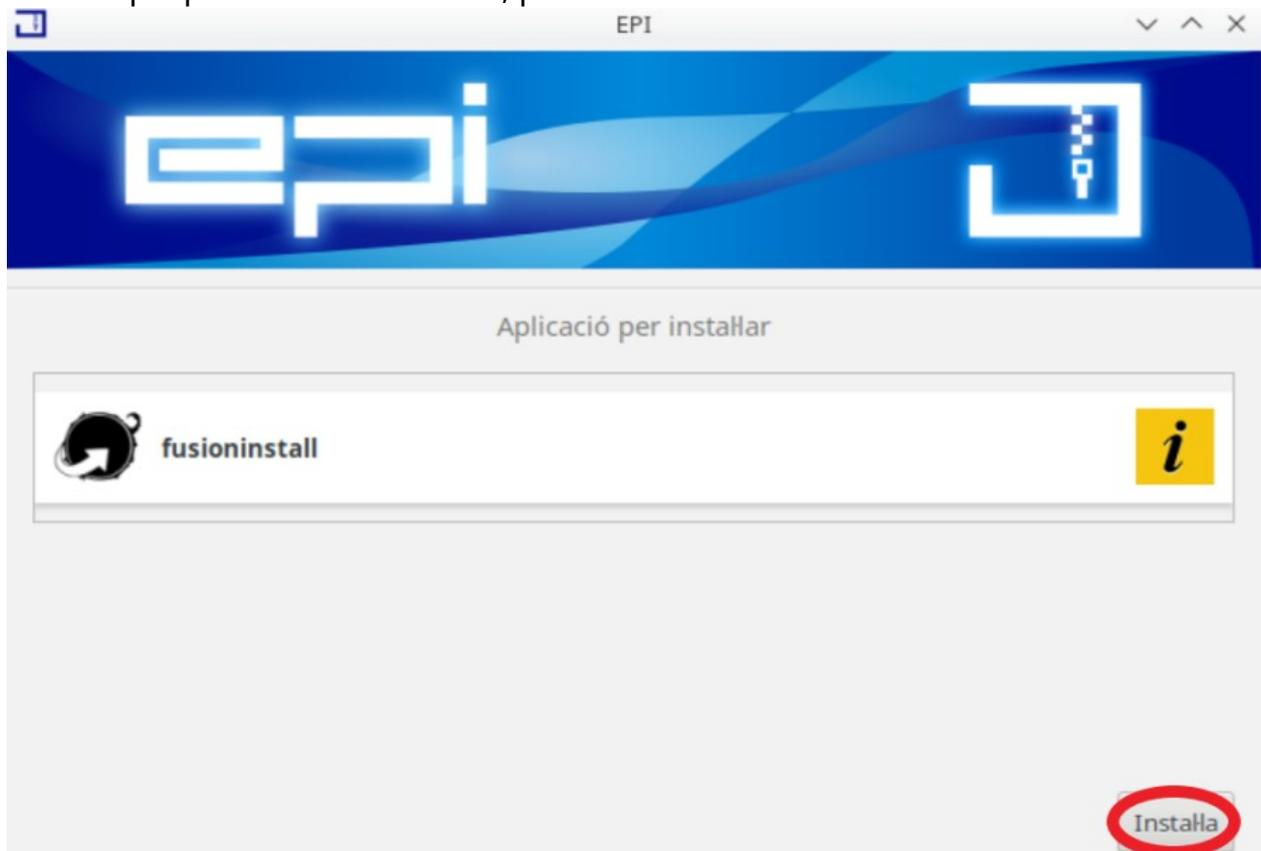 EPI
epi
Aplicació per instaŀlar
fusioninstall
i
Instaŀla